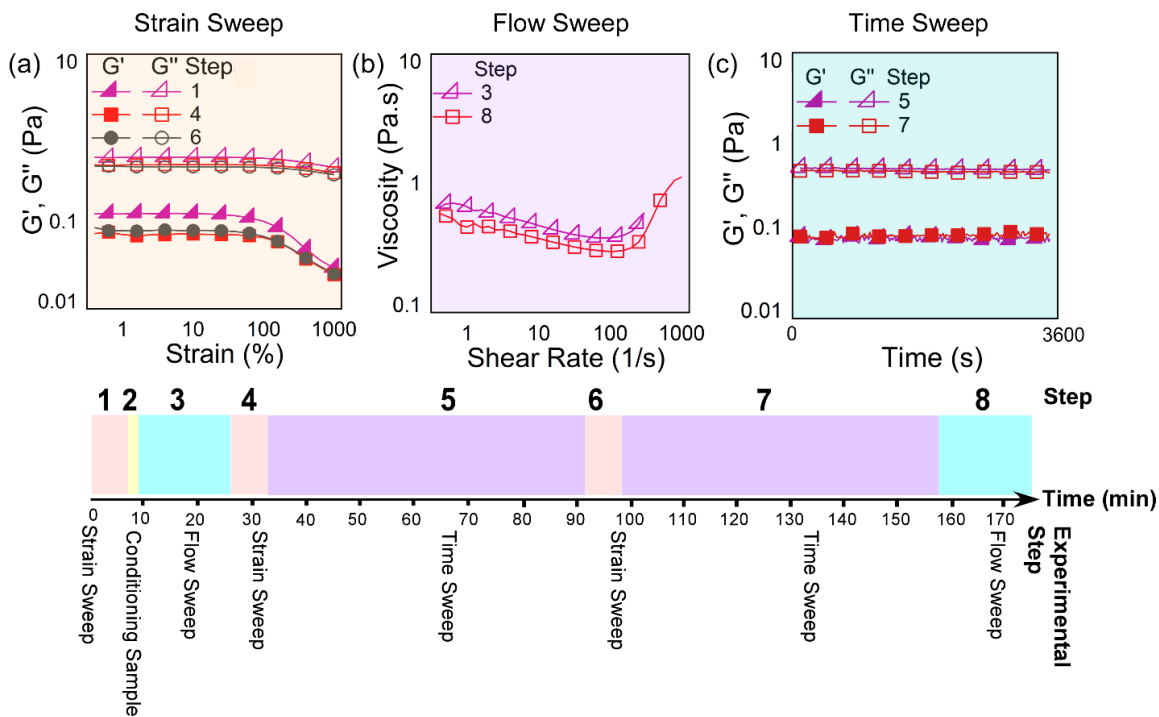 Strain Sweep
Flow Sweep
Time Sweep
(a)
10
G' G'' Step
1
4
6
G', G'' (Pa)
0.1
0.01
1 10 100 1000
Strain (%)
(b)
10
Step
3
8
Viscosity (Pa.s)
1
0.1
1 10 100 1000
Shear Rate (1/s)
(c)
10
G' G'' Step
5
7
G', G'' (Pa)
1
0.1
0.01
0 3600
Time (s)
1 2 3 4 5 6 7 8 Step
Time (min)
0 10 20 30 40 50 60 70 80 90 100 110 120 130 140 150 160 170
Strain Sweep
Conditioning Sample
Flow Sweep
Strain Sweep
Time Sweep
Strain Sweep
Time Sweep
Flow Sweep
Experimental
Step